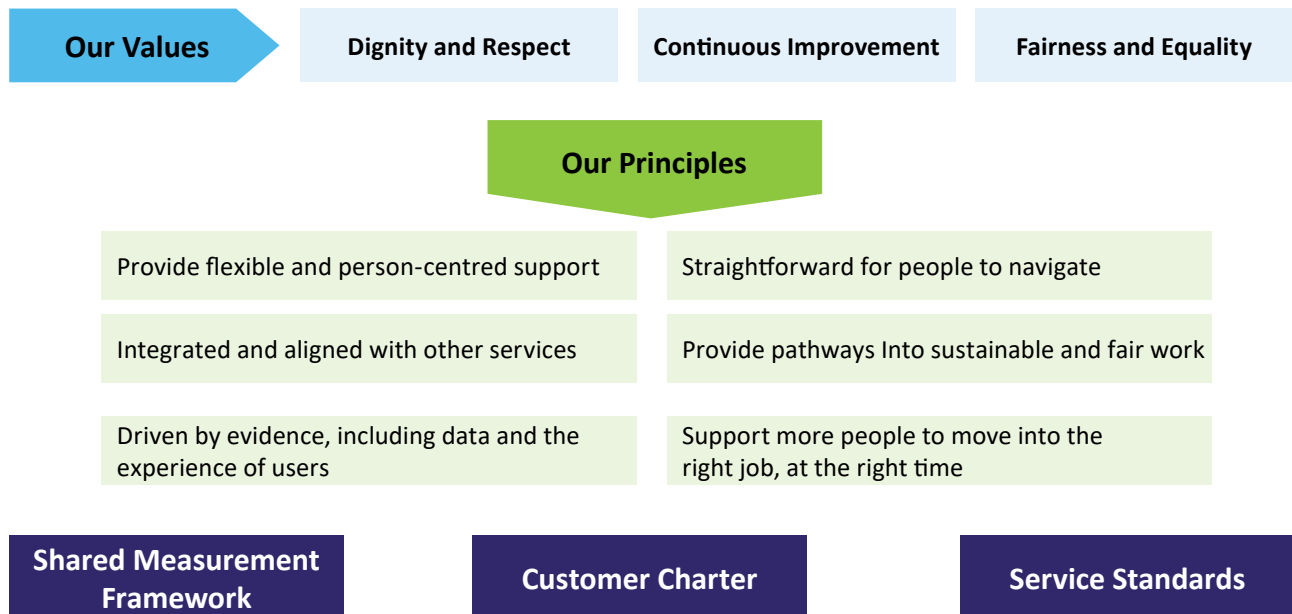 Our Values
Dignity and Respect
Continuous Improvement
Fairness and Equality
Our Principles
Provide flexible and person-centred support
Straightforward for people to navigate
Integrated and aligned with other services
Provide pathways Into sustainable and fair work
Driven by evidence, including data and the
experience of users
Support more people to move into the
right job, at the right time
Shared Measurement
Framework
Customer Charter
Service Standards